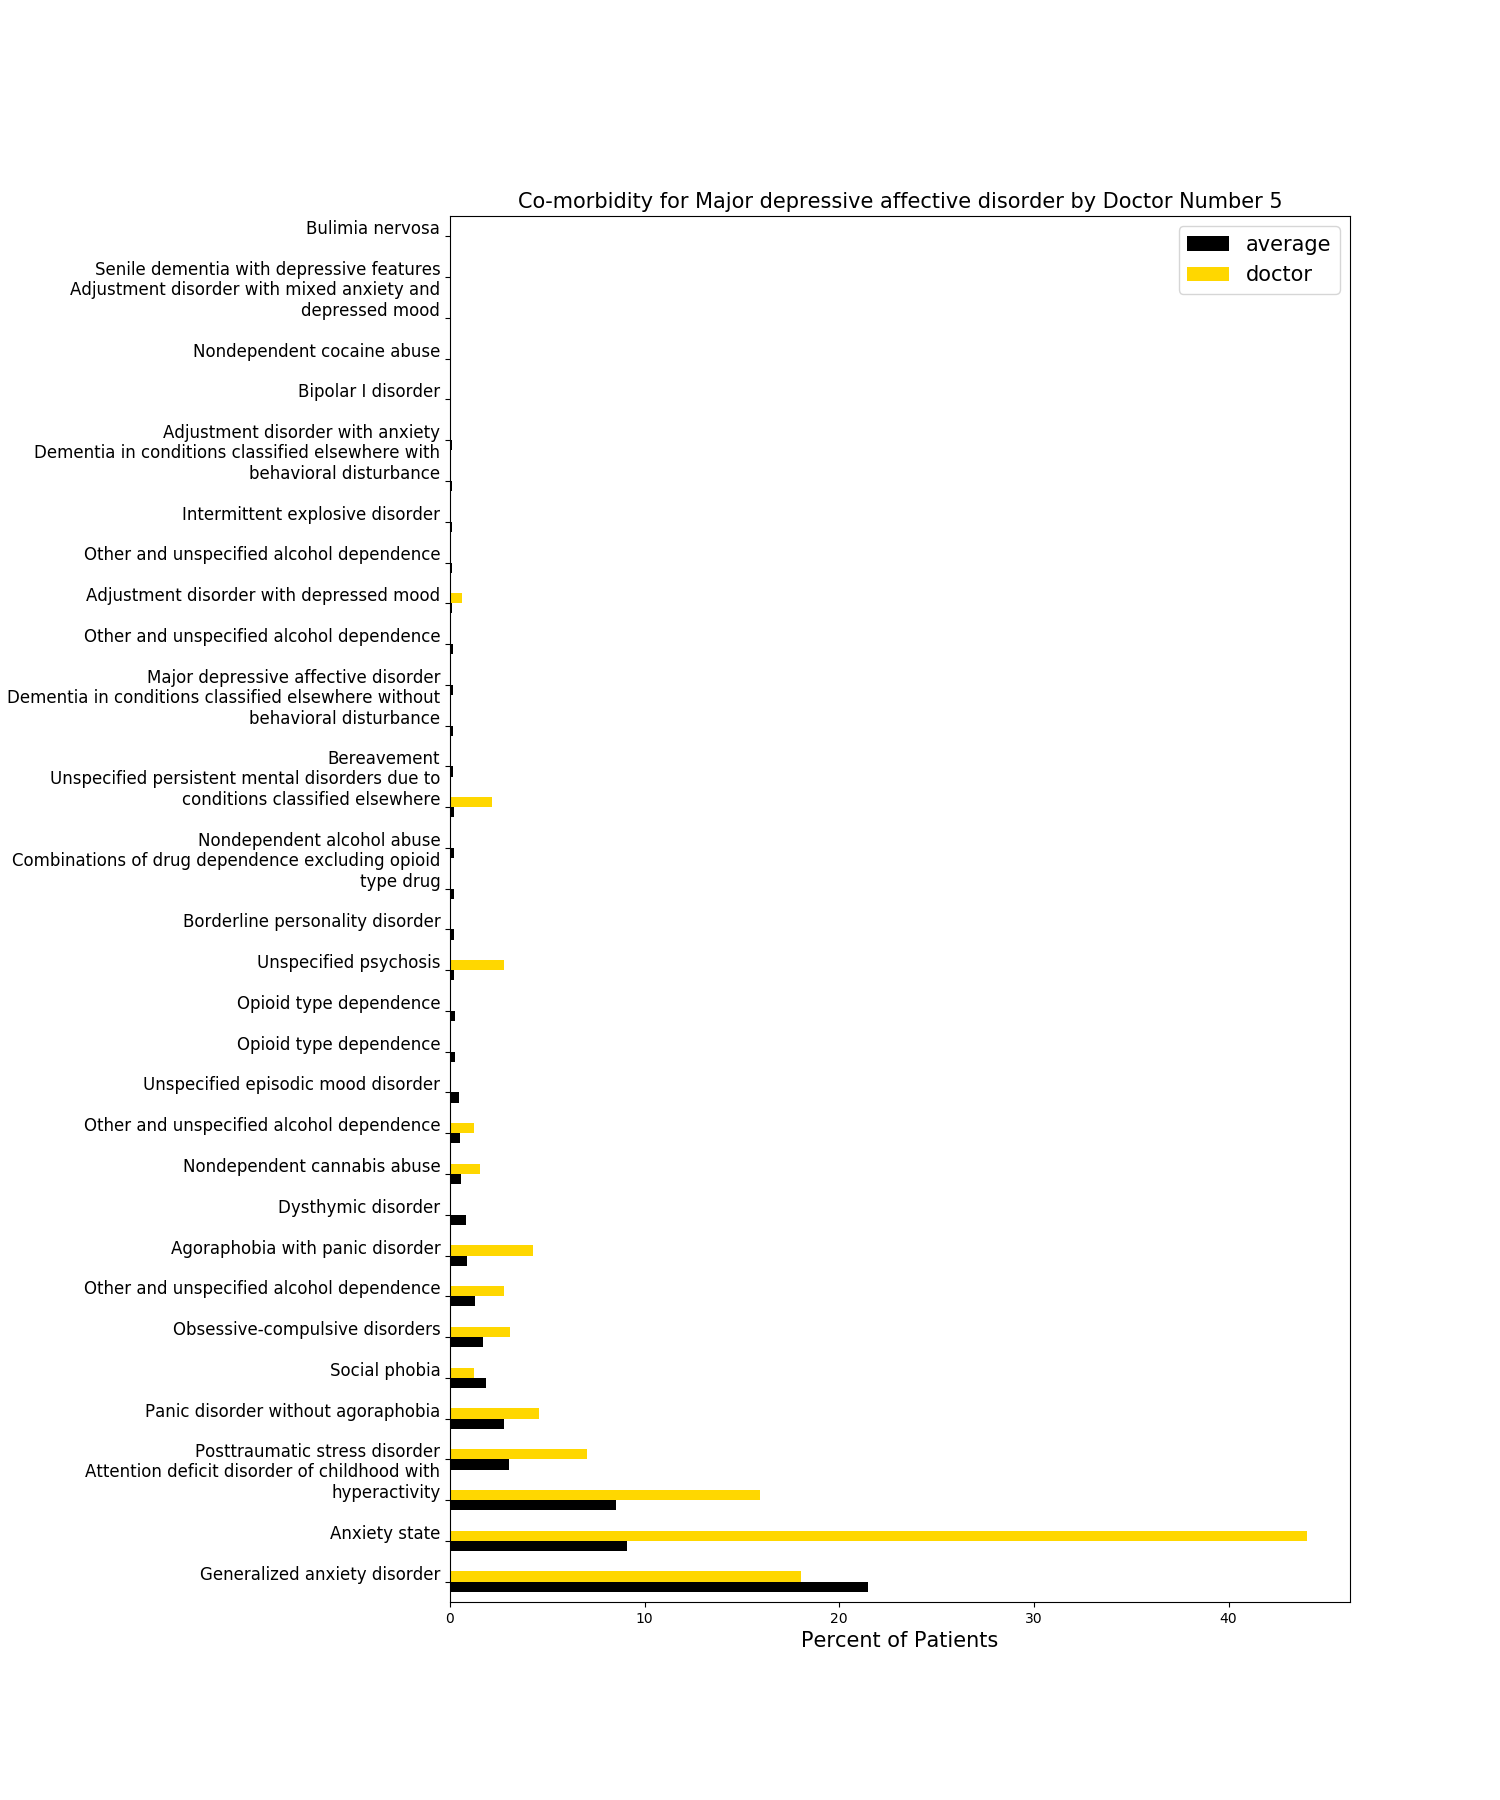 Co-morbidity for Major depressive affective disorder by Doctor Number 5
average
doctor
Bulimia nervosa
Senile dementia with depressive features
Adjustment disorder with mixed anxiety and
depressed mood
Nondependent cocaine abuse
Bipolar I disorder
Adjustment disorder with anxiety
Dementia in conditions classified elsewhere with
behavioral disturbance
Intermittent explosive disorder
Other and unspecified alcohol dependence
Adjustment disorder with depressed mood
Other and unspecified alcohol dependence
Major depressive affective disorder
Dementia in conditions classified elsewhere without
behavioral disturbance
Bereavement
Unspecified persistent mental disorders due to
conditions classified elsewhere
Nondependent alcohol abuse
Combinations of drug dependence excluding opioid
type drug
Borderline personality disorder
Unspecified psychosis
Opioid type dependence
Opioid type dependence
Unspecified episodic mood disorder
Other and unspecified alcohol dependence
Nondependent cannabis abuse
Dysthymic disorder
Agoraphobia with panic disorder
Other and unspecified alcohol dependence
Obsessive-compulsive disorders
Social phobia
Panic disorder without agoraphobia
Posttraumatic stress disorder
Attention deficit disorder of childhood with
hyperactivity
Anxiety state
Generalized anxiety disorder
0 10 20 30 40
Percent of Patients